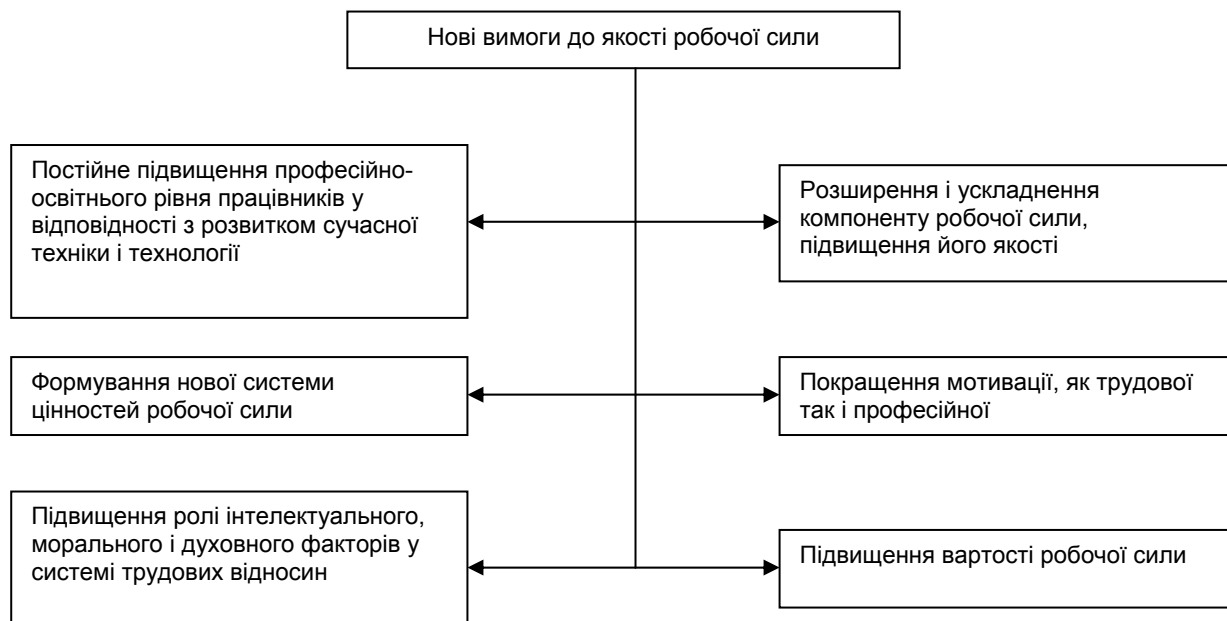 Нові вимоги до якості робочої сили
Постійне підвищення професійно-
освітнього рівня працівників у
відповідності з розвитком сучасної
техніки і технології
Розширення і ускладнення
компоненту робочої сили,
підвищення його якості
Формування нової системи
цінностей робочої сили
Покращення мотивації, як трудової
так і професійної
Підвищення ролі інтелектуального,
морального і духовного факторів у
системі трудових відносин
Підвищення вартості робочої сили